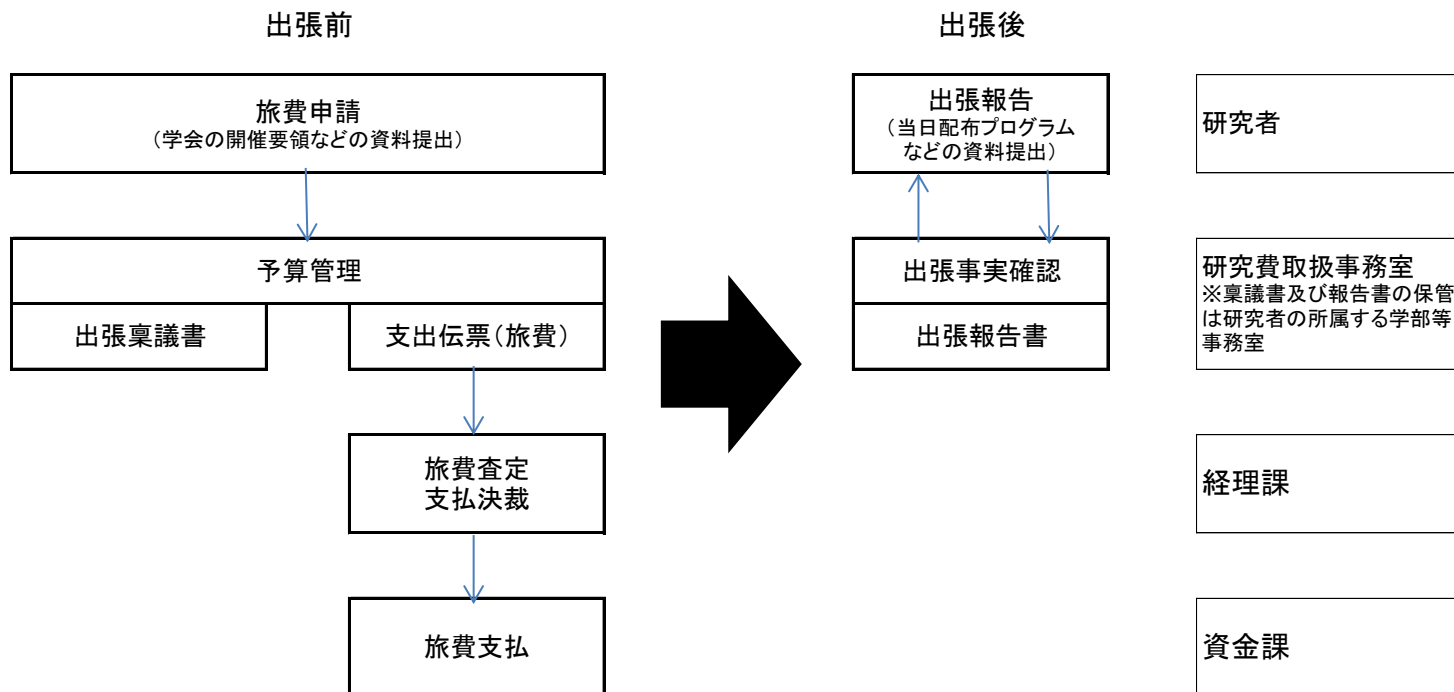 出張前
出張後
旅費申請
（学会の開催要領などの資料提出）
出張報告
（当日配布プログラム
などの資料提出）
研究者
予算管理
出張稟議書
支出伝票（旅費）
出張事実確認
出張報告書
研究費取扱事務室
※稟議書及び報告書の保管
は研究者の所属する学部等
事務室
旅費査定
支払決裁
経理課
旅費支払
資金課